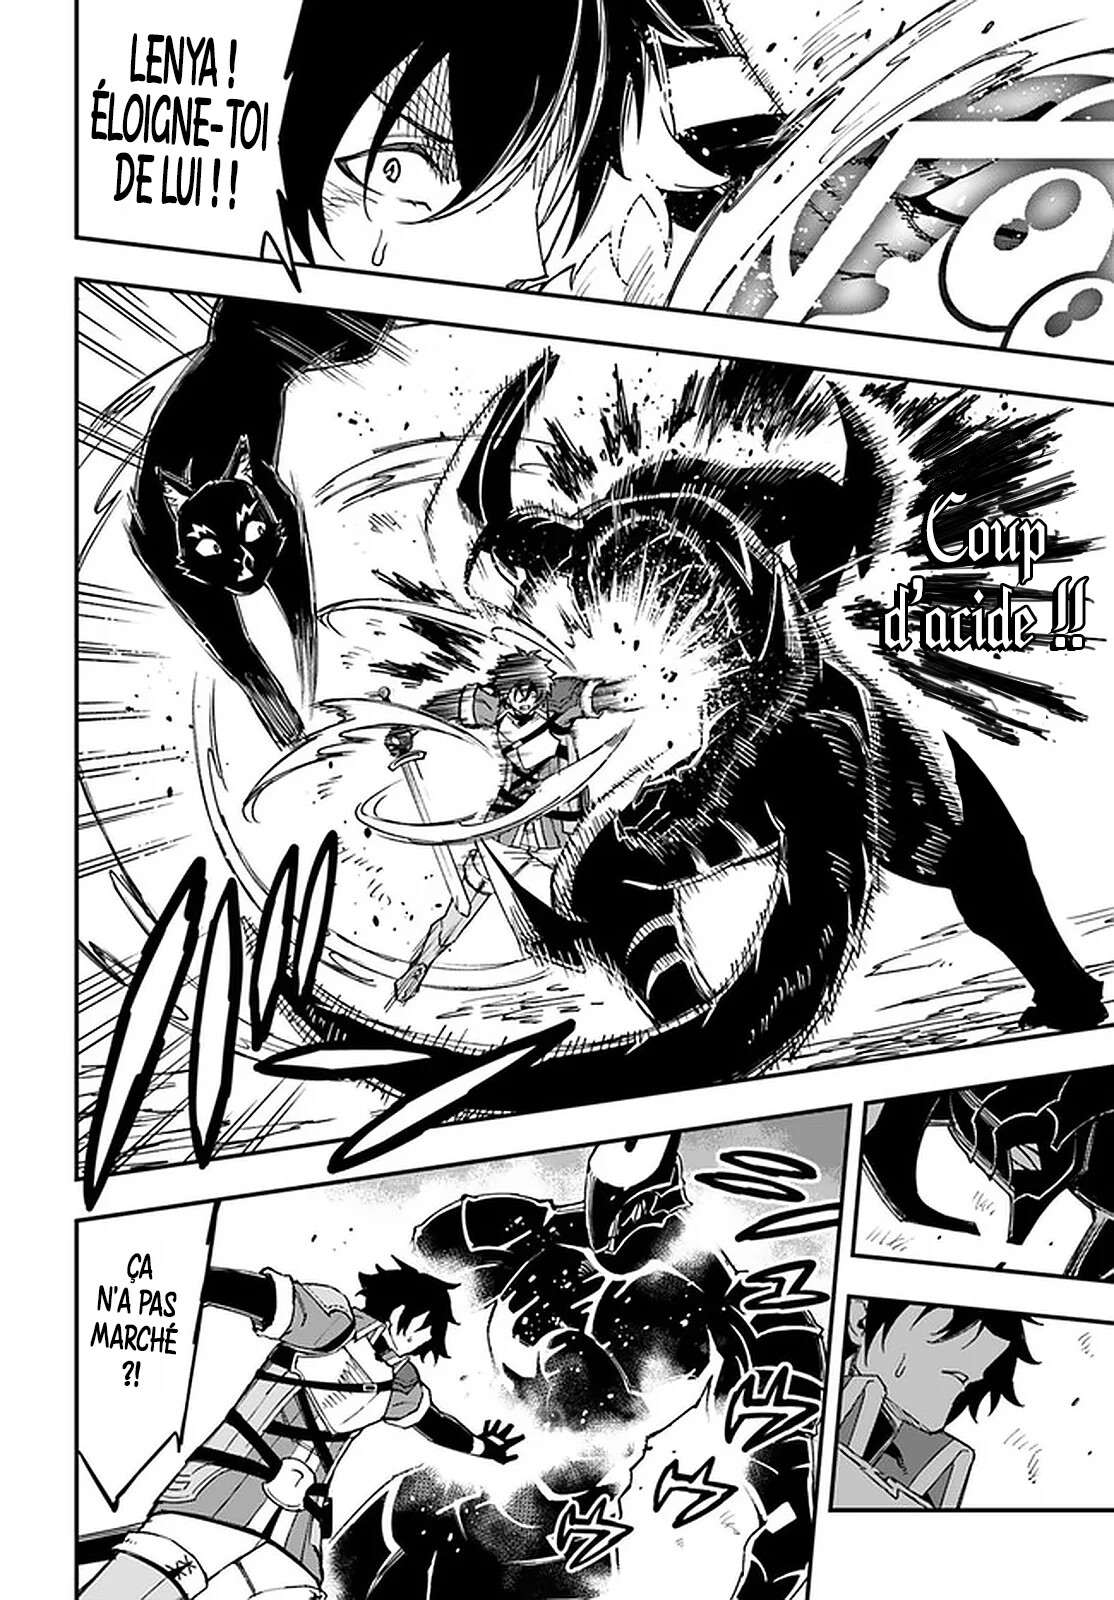 LENYA !
ÉLOIGNE-TOI
DE LUI ! !
Coup
d'acide !!
ÇA
N'A PAS
MARCHÉ
?!